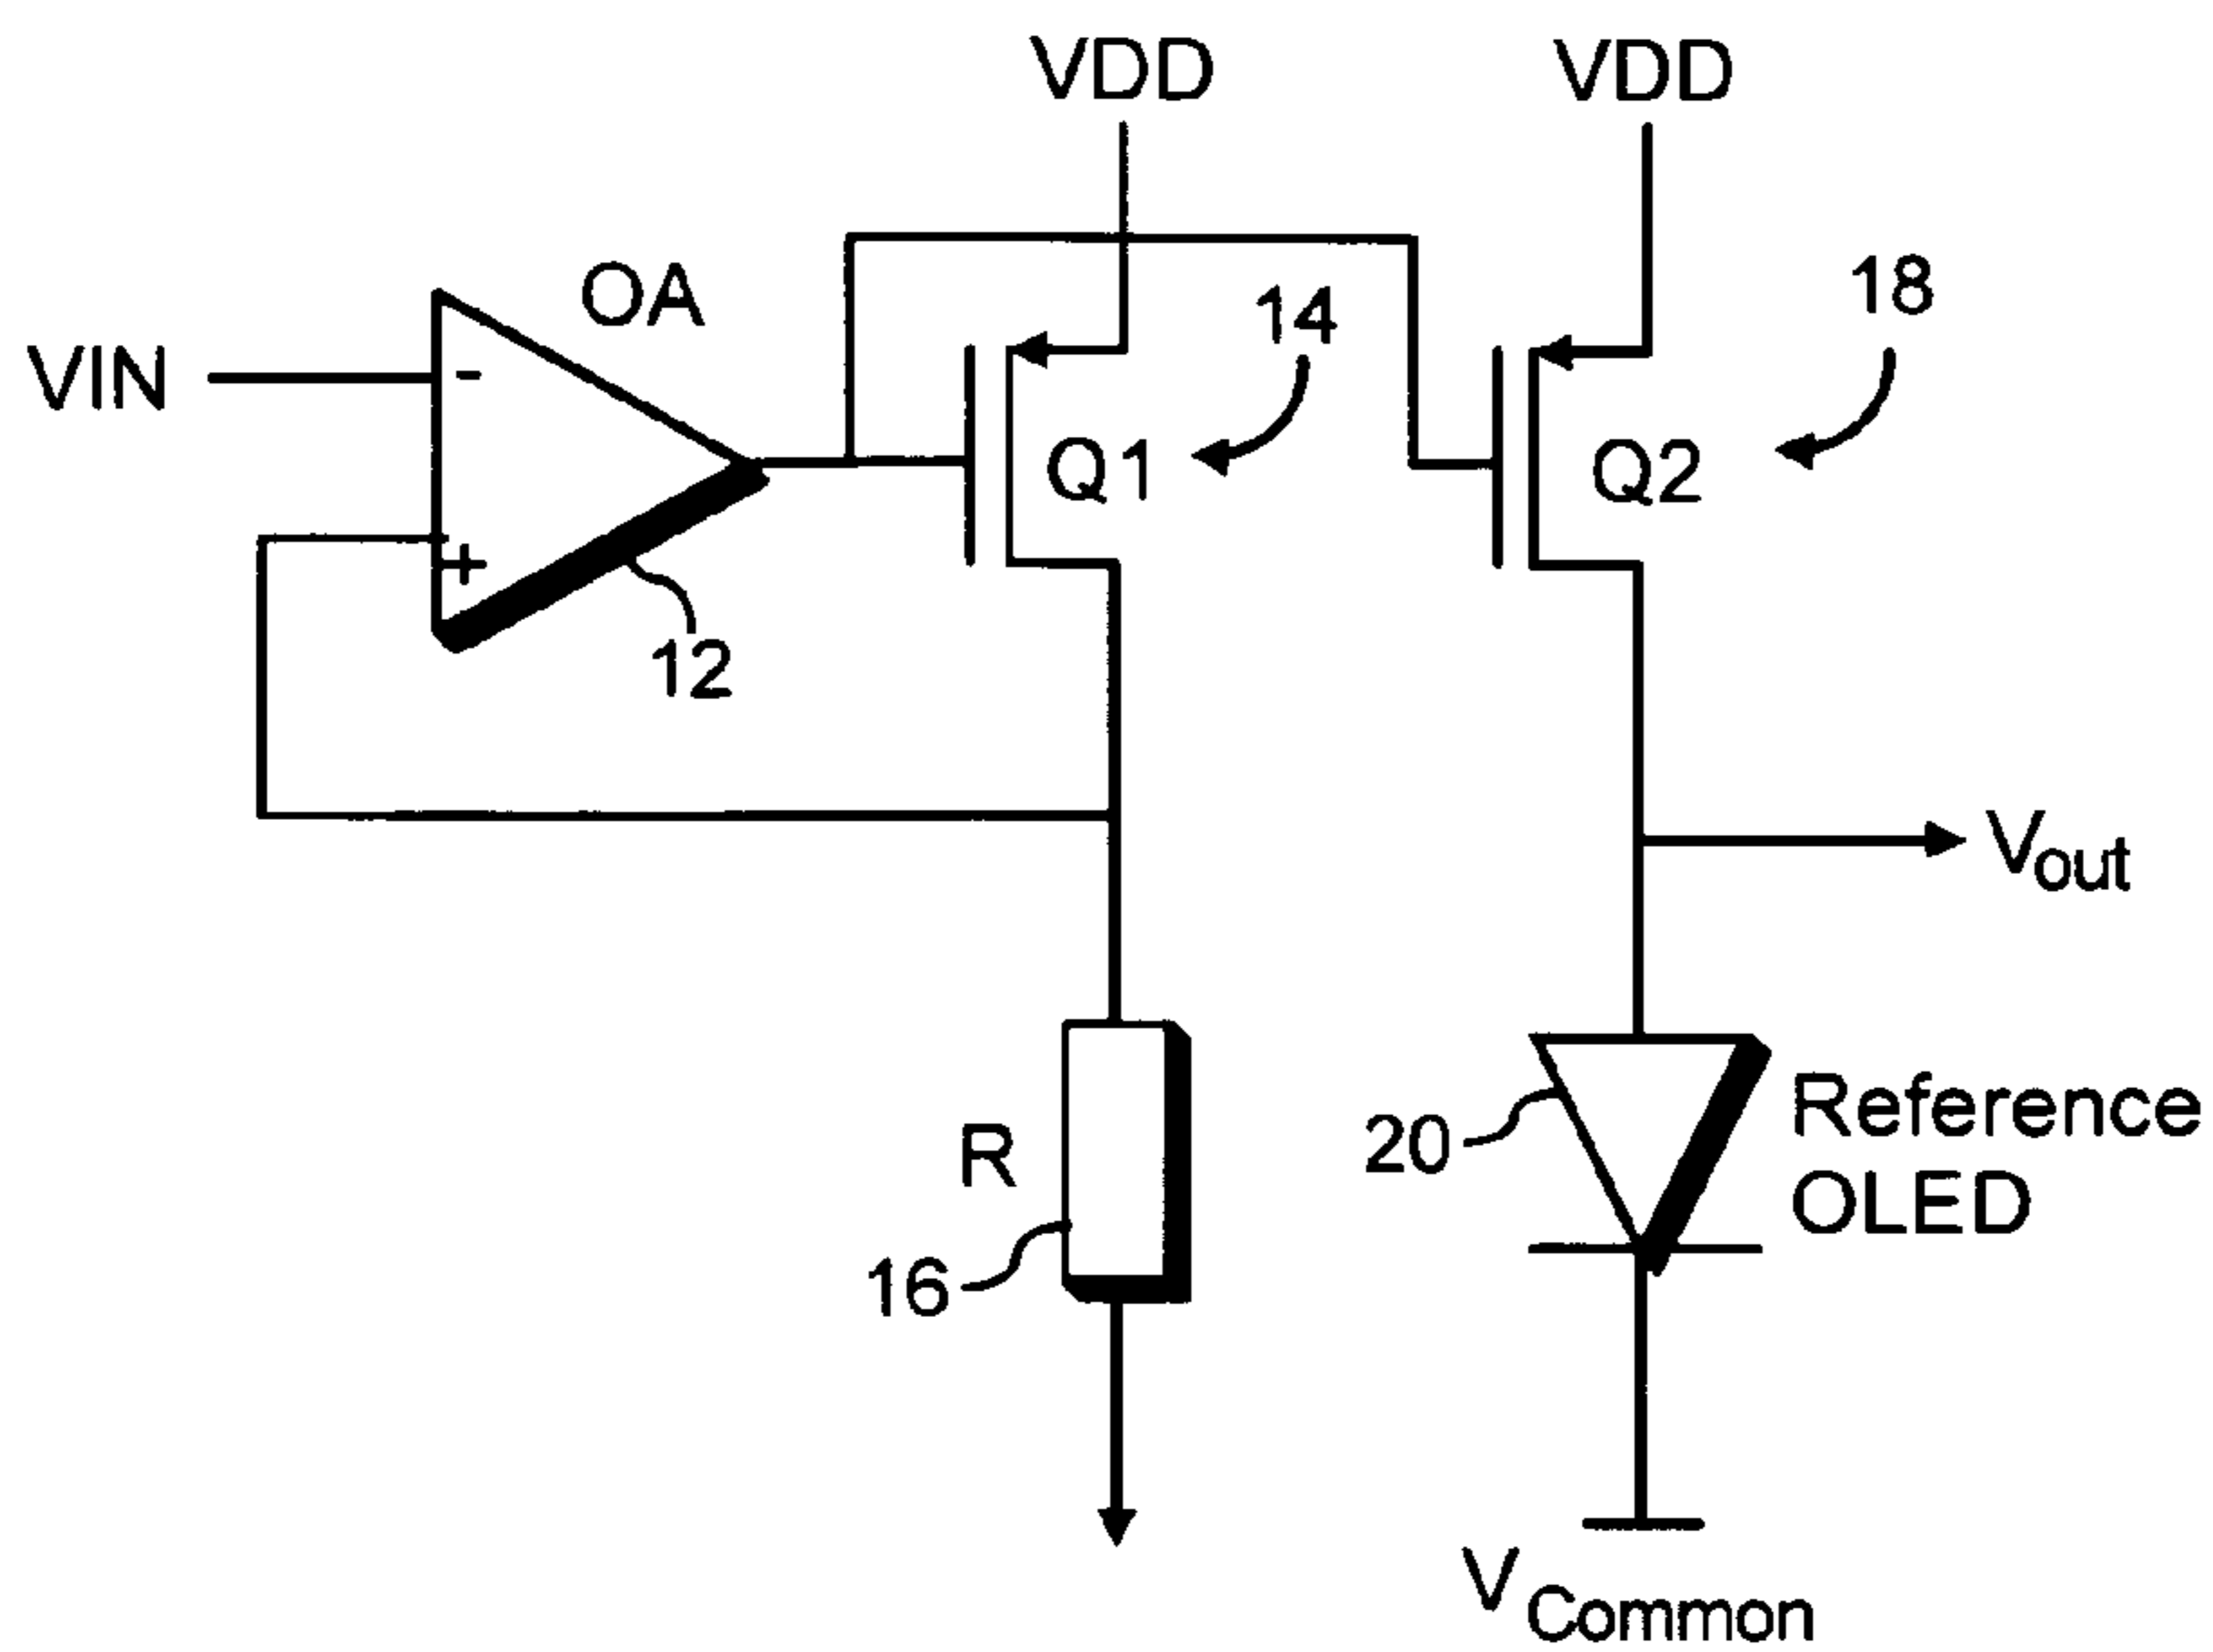 VDD
VDD
OA
14
18
VIN
-
Q1
Q2
+
12
Vout
R
20
Reference
OLED
16
VCommon